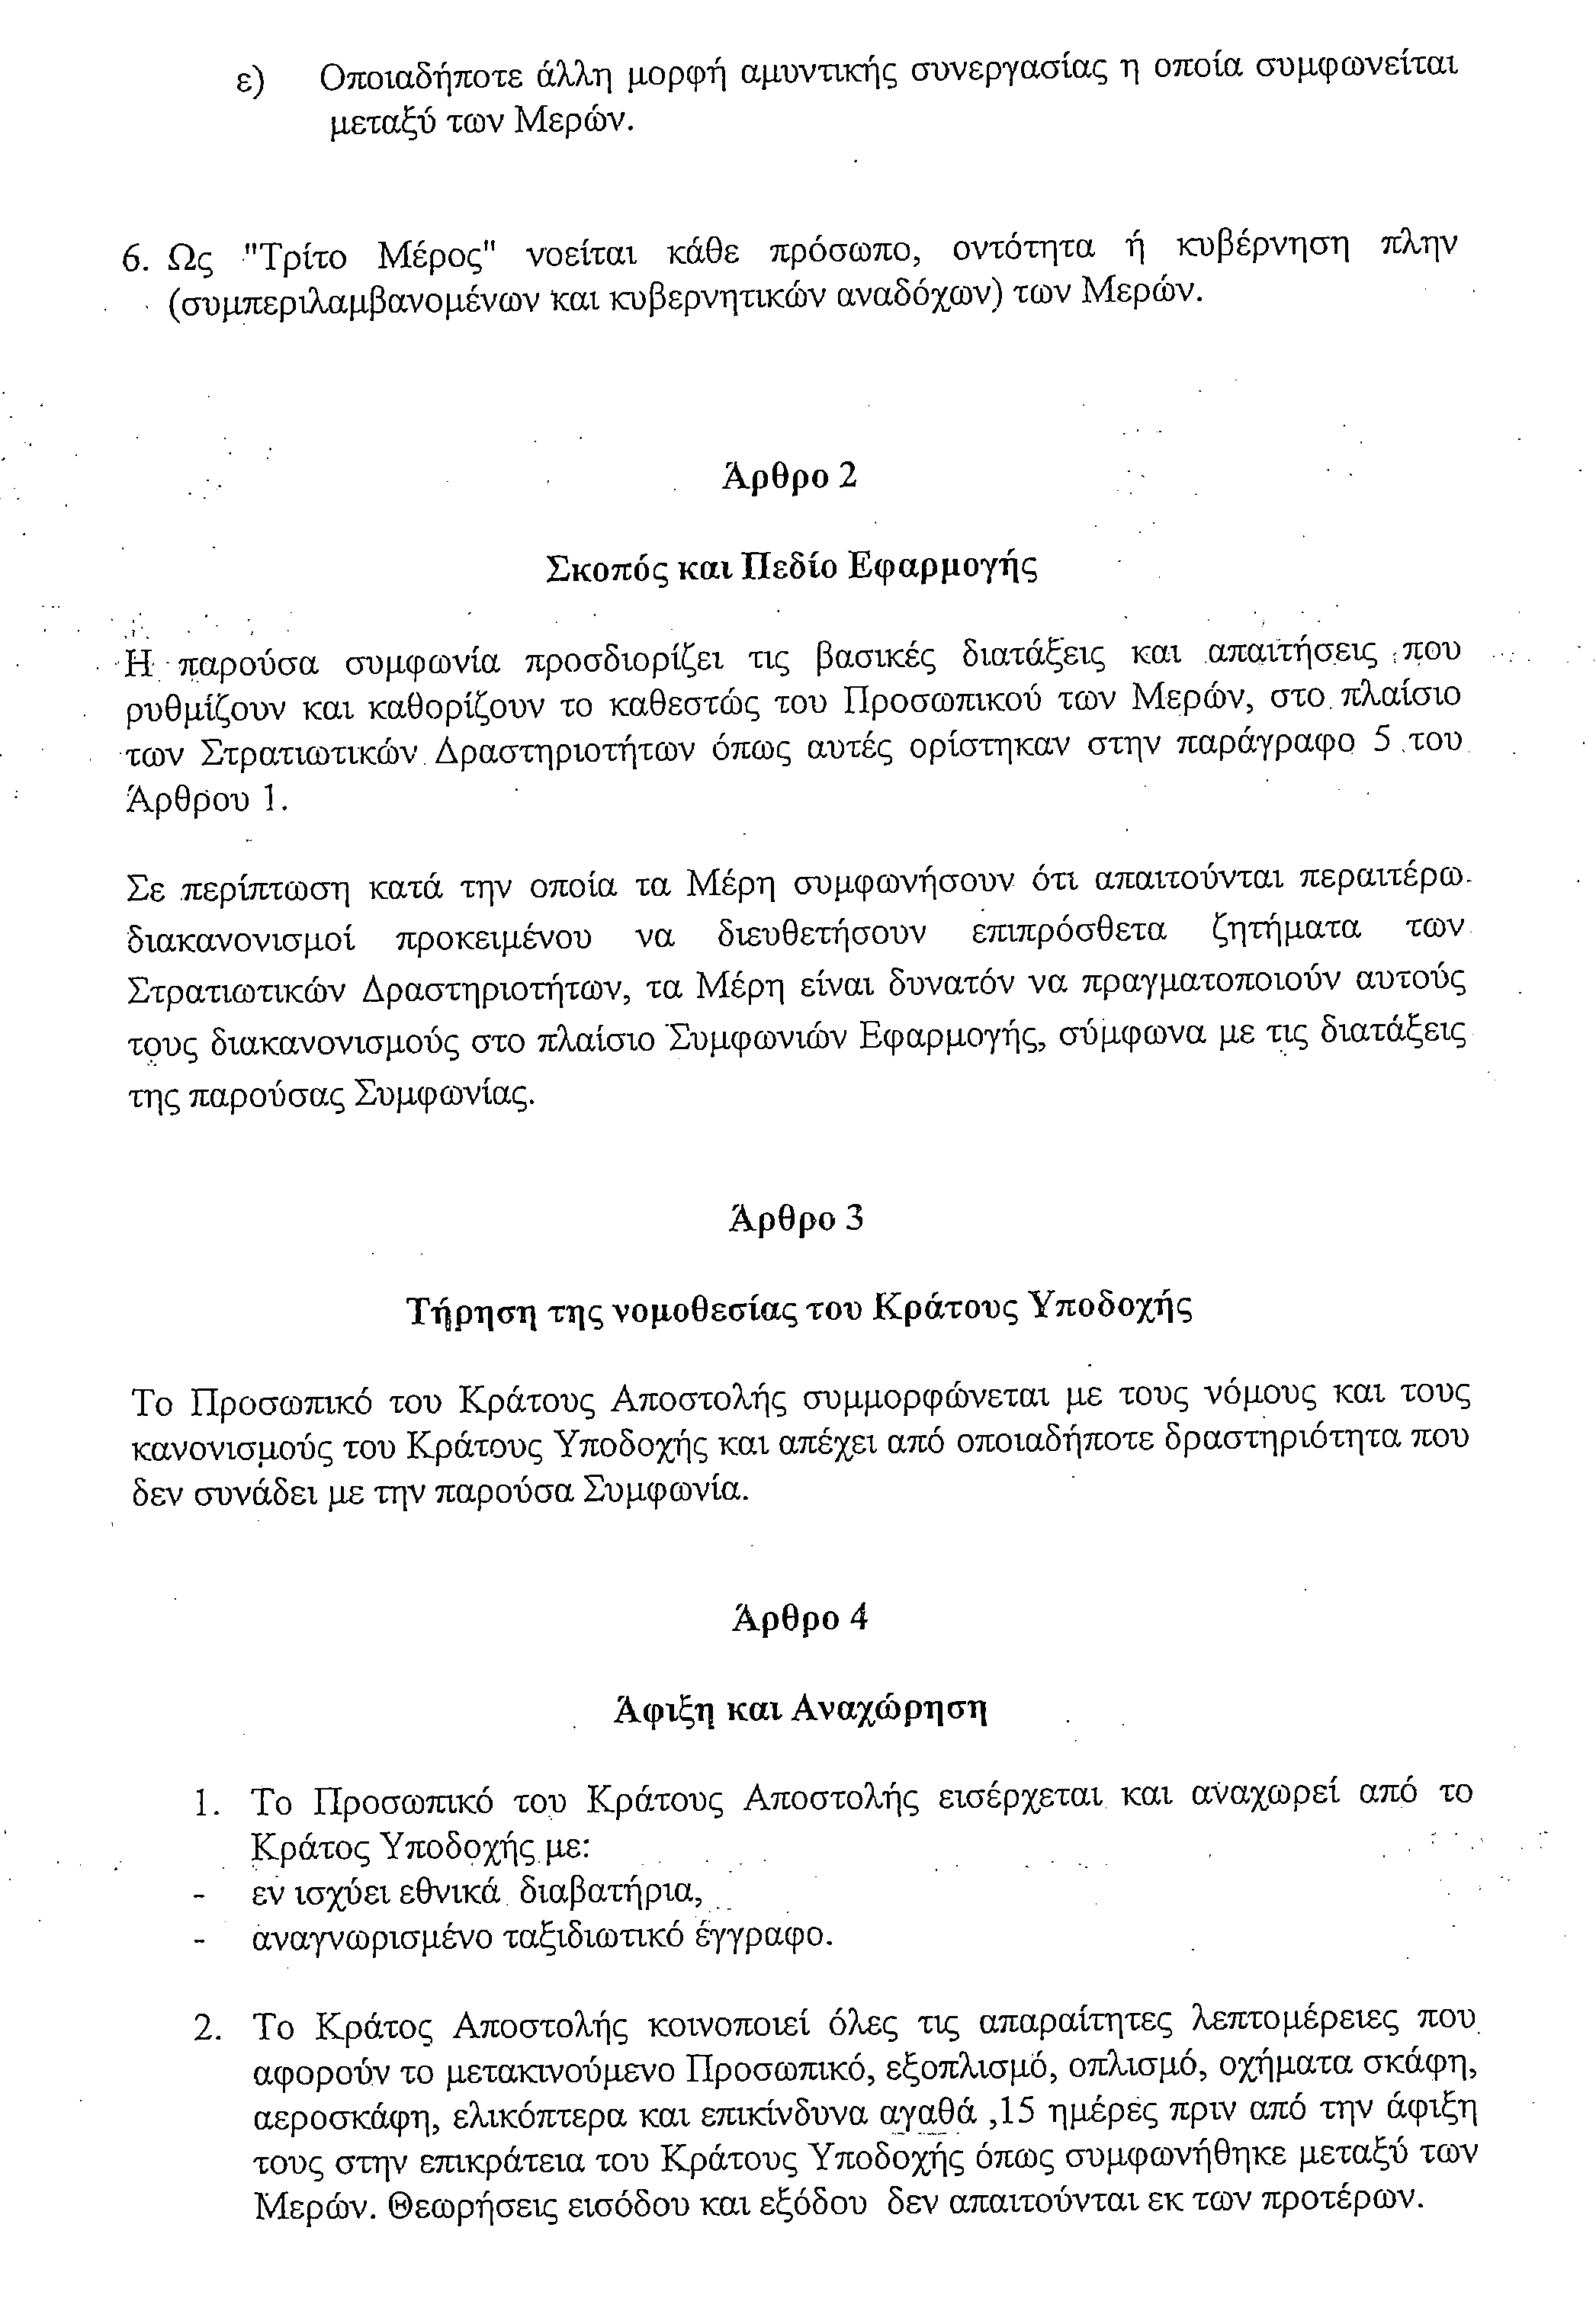 ε) Οποιαδήποτε άλλη μορφή αμυντικής συνεργασίας η οποία συμφωνείται
μεταξύ των Μερών.
6. Ως "Τρίτο Μέρος" νοείται κάθε πρόσωπο, οντότητα ή κυβέρνηση πλην
(συμπεριλαμβανομένων και κυβερνητικών αναδόχων) των Μερών.
Άρθρο 2
Σκοπός και Πεδίο Εφαρμογής
Η παρούσα συμφωνία προσδιορίζει τις βασικές διατάξεις και απαιτήσεις που
ρυθμίζουν και καθορίζουν το καθεστώς του Προσωπικού των Μερών, στο πλαίσιο
των Στρατιωτικών Δραστηριοτήτων όπως αυτές ορίστηκαν στην παράγραφο 5 του
Άρθρου 1.
Σε περίπτωση κατά την οποία τα Μέρη συμφωνήσουν ότι απαιτούνται περαιτέρω
διακανονισμοί προκειμένου να διευθετήσουν επιπρόσθετα ζητήματα των
Στρατιωτικών Δραστηριοτήτων, τα Μέρη είναι δυνατόν να πραγματοποιούν αυτούς
τους διακανονισμούς στο πλαίσιο Συμφωνιών Εφαρμογής, σύμφωνα με τις διατάξεις
της παρούσας Συμφωνίας.
Άρθρο 3
Τήρηση της νομοθεσίας του Κράτους Υποδοχής
Το Προσωπικό του Κράτους Αποστολής συμμορφώνεται με τους νόμους και τους
κανονισμούς του Κράτους Υποδοχής και απέχει από οποιαδήποτε δραστηριότητα που
δεν συνάδει με την παρούσα Συμφωνία.
Άρθρο 4
Άφιξη και Αναχώρηση
1. Το Προσωπικό του Κράτους Αποστολής εισέρχεται και αναχωρεί από το
Κράτος Υποδοχής με:
- εν ισχύει εθνικά διαβατήρια,
- αναγνωρισμένο ταξιδιωτικό έγγραφο.
2. Το Κράτος Αποστολής κοινοποιεί όλες τις απαραίτητες λεπτομέρειες που
αφορούν το μετακινούμενο Προσωπικό, εξοπλισμό, οπλισμό, οχήματα σκάφη,
αεροσκάφη, ελικόπτερα και επικίνδυνα αγαθά ,15 ημέρες πριν από την άφιξη
τους στην επικράτεια του Κράτους Υποδοχής όπως συμφωνήθηκε μεταξύ των
Μερών. Θεωρήσεις εισόδου και εξόδου δεν απαιτούνται εκ των προτέρων.